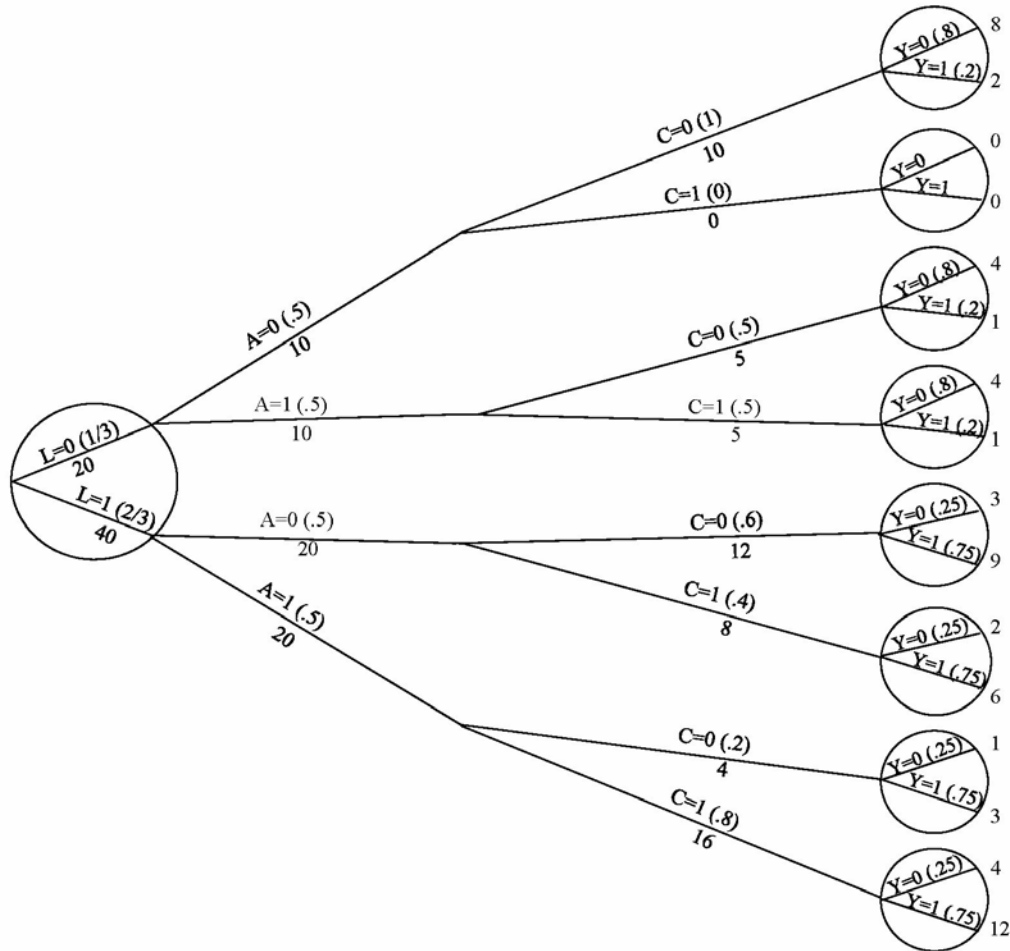 Y=0 (.8)
8
Y=1 (.2)
2
C=0 (1)
10
Y=0
0
Y=1
0
C=1 (0)
0
Y=0 (.8)
4
Y=1 (.2)
1
A=0 (.5)
10
C=0 (.5)
5
Y=0 (.8)
4
Y=1 (.2)
1
A=1 (.5)
10
C=1 (.5)
5
L=0 (1/3)
20
L=1 (2/3)
40
A=0 (.5)
20
C=0 (.6)
12
Y=0 (.25)
3
Y=1 (.75)
9
A=1 (.5)
20
C=1 (.4)
8
Y=0 (.25)
2
Y=1 (.75)
6
C=0 (.2)
4
Y=0 (.25)
1
Y=1 (.75)
3
C=1 (.8)
16
Y=0 (.25)
4
Y=1 (.75)
12